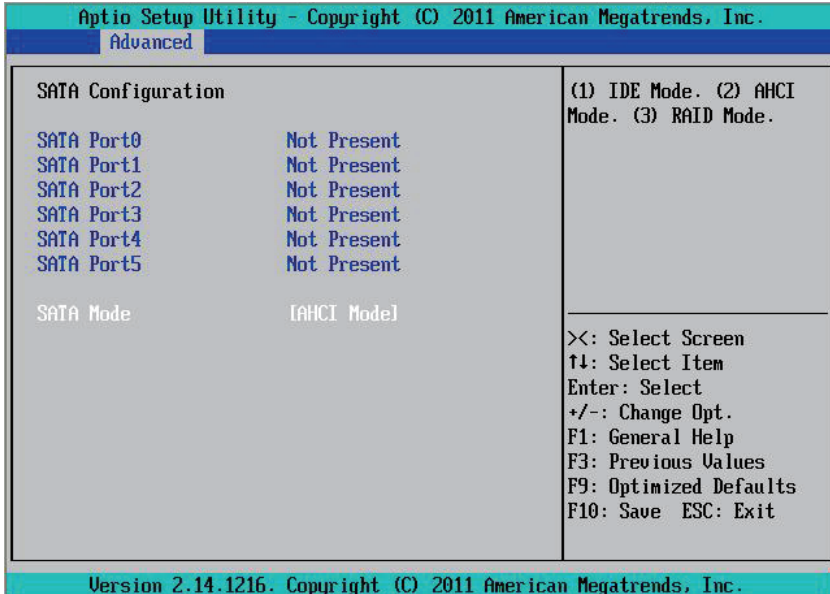 Aptio Setup Utility - Copyright (C) 2011 American Megatrends, Inc.
Advanced
SATA Configuration
SATA Port0 Not Present
SATA Port1 Not Present
SATA Port2 Not Present
SATA Port3 Not Present
SATA Port4 Not Present
SATA Port5 Not Present
SATA Mode [AHCI Mode]
(1) IDE Mode. (2) AHCI
Mode. (3) RAID Mode.
><: Select Screen
↑↓: Select Item
Enter: Select
+/-: Change Opt.
F1: General Help
F3: Previous Values
F9: Optimized Defaults
F10: Save ESC: Exit
Version 2.14.1216. Copyright (C) 2011 American Megatrends, Inc.